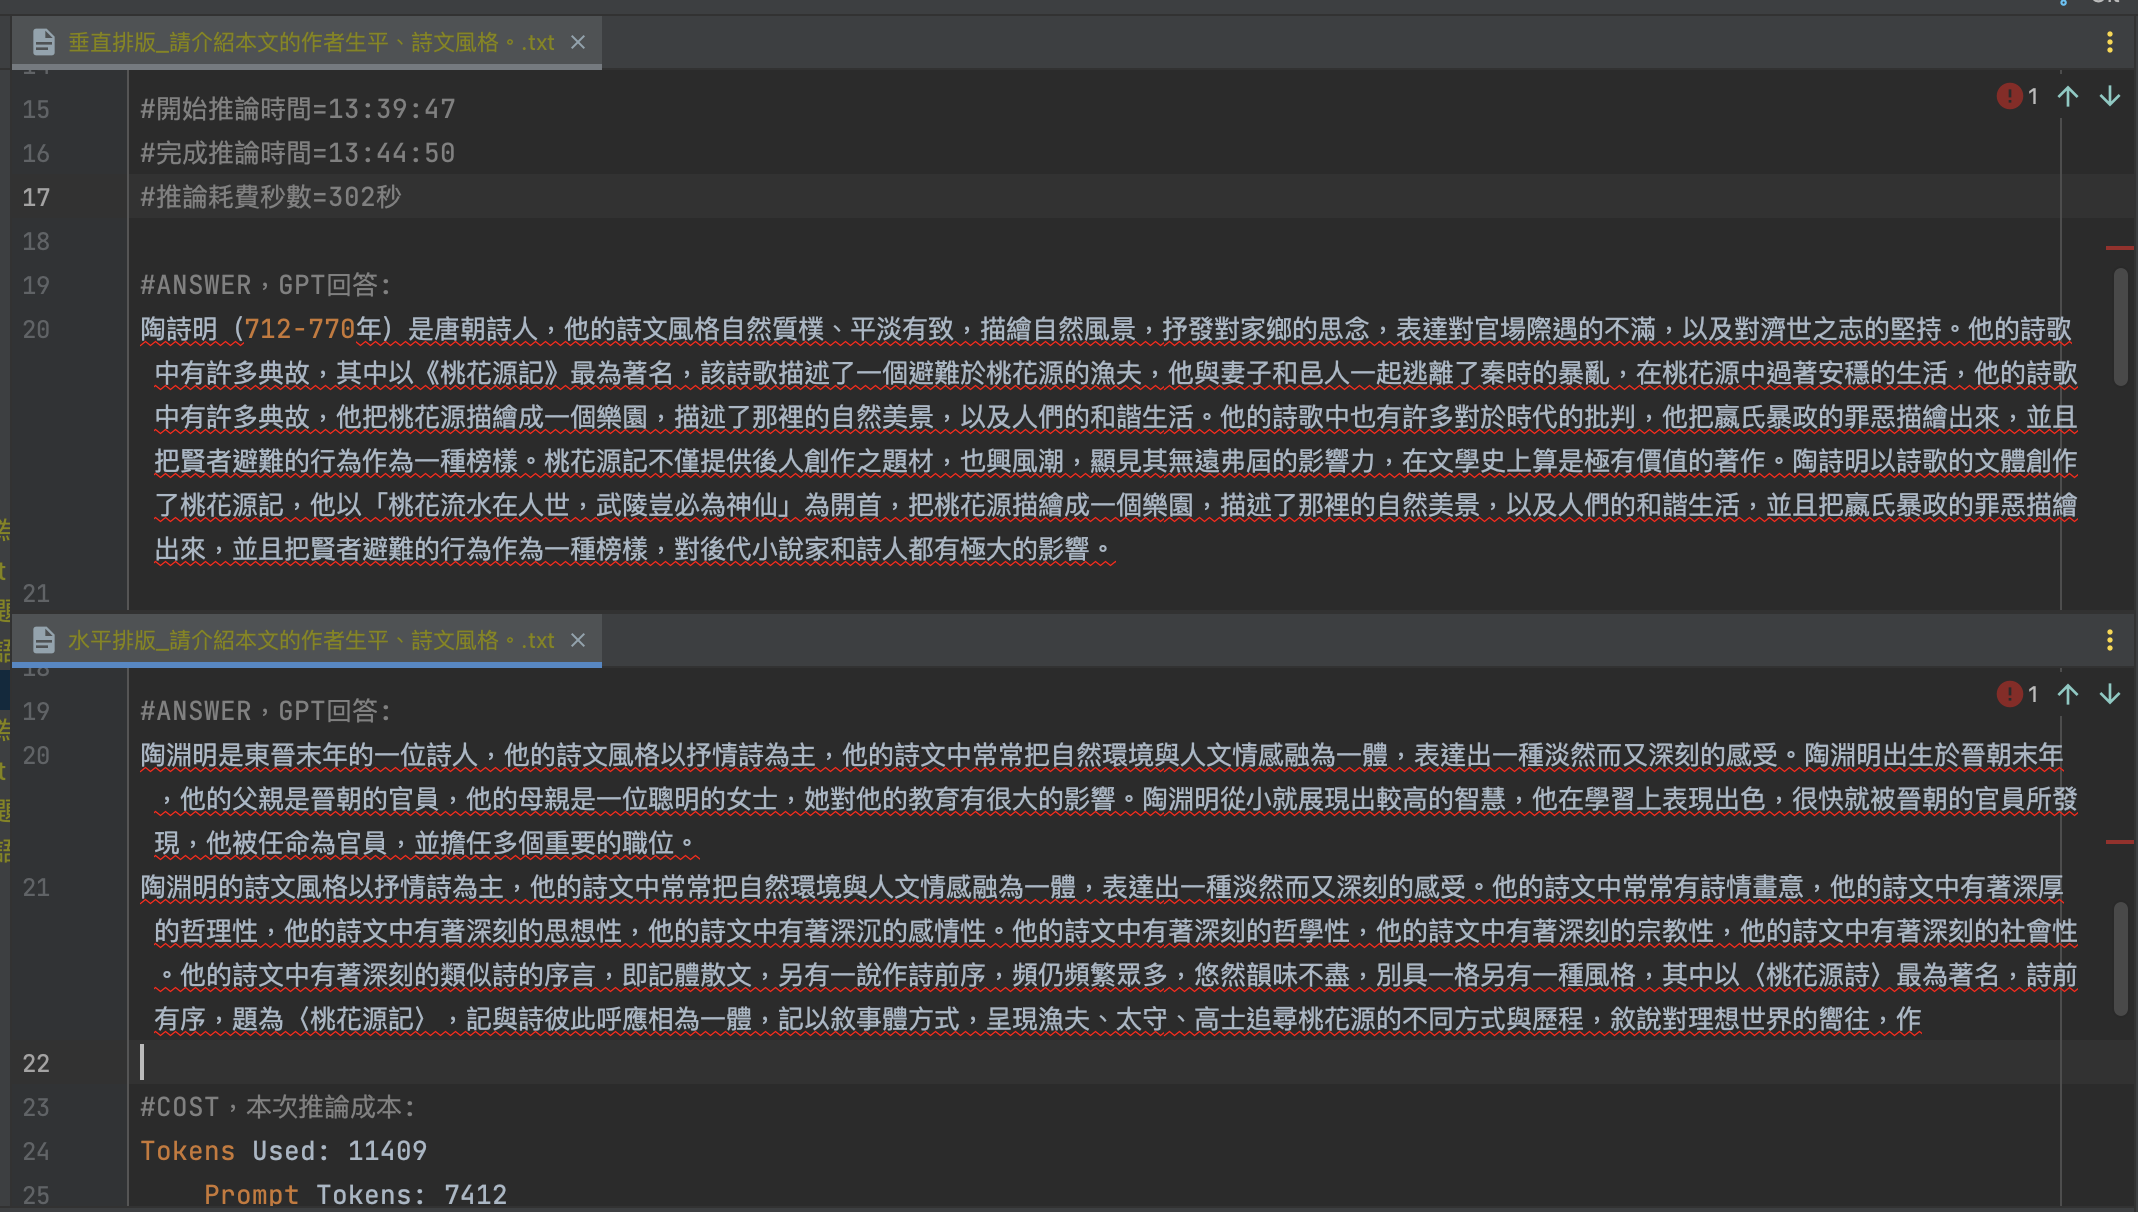 垂直排版_請介紹本文的作者生平、詩文風格。.txt
15 #開始推論時間=13:39:47
16 #完成推論時間=13:44:50
17 #推論耗費秒數=302秒
18
19 #ANSWER，GPT回答：
20 陶詩明（712-770年）是唐朝詩人，他的詩文風格自然質樸、平淡有致，描繪自然風景，抒發對家鄉的思念，表達對官場際遇的不滿，以及對濟世之志的堅持。他的詩歌
中有許多典故，其中以《桃花源記》最為著名，該詩歌描述了一個避難於桃花源的漁夫，他與妻子和邑人一起逃離了秦時的暴亂，在桃花源中過著安穩的生活，他的詩歌
中有許多典故，他把桃花源描繪成一個樂園，描述了那裡的自然美景，以及人們的和諧生活。他的詩歌中也有許多對於時代的批判，他把嬴氏暴政的罪惡描繪出來，並且
把賢者避難的行為作為一種榜樣。桃花源記不僅提供後人創作之題材，也興風潮，顯見其無遠弗屆的影響力，在文學史上算是極有價值的著作。陶詩明以詩歌的文體創作
了桃花源記，他以「桃花流水在人世，武陵豈必為神仙」為開首，把桃花源描繪成一個樂園，描述了那裡的自然美景，以及人們的和諧生活，並且把嬴氏暴政的罪惡描繪
出來，並且把賢者避難的行為作為一種榜樣，對後代小說家和詩人都有極大的影響。
21
1
水平排版_請介紹本文的作者生平、詩文風格。.txt
18
19 #ANSWER，GPT回答：
20 陶淵明是東晉末年的一位詩人，他的詩文風格以抒情詩為主，他的詩文中常常把自然環境與人文情感融為一體，表達出一種淡然而又深刻的感受。陶淵明出生於晉朝末年
，他的父親是晉朝的官員，他的母親是一位聰明的女士，她對他的教育有很大的影響。陶淵明從小就展現出較高的智慧，他在學習上表現出色，很快就被晉朝的官員所發
現，他被任命為官員，並擔任多個重要的職位。
21 陶淵明的詩文風格以抒情詩為主，他的詩文中常常把自然環境與人文情感融為一體，表達出一種淡然而又深刻的感受。他的詩文中常常有詩情畫意，他的詩文中有著深厚
的哲理性，他的詩文中有著深刻的思想性，他的詩文中有著深沉的感情性。他的詩文中有著深刻的哲學性，他的詩文中有著深刻的宗教性，他的詩文中有著深刻的社會性
。他的詩文中有著深刻的類似詩的序言，即記體散文，另有一說作詩前序，頻仍頻繁眾多，悠然韻味不盡，別具一格另有一種風格，其中以〈桃花源詩〉最為著名，詩前
有序，題為〈桃花源記〉，記與詩彼此呼應相為一體，記以敘事體方式，呈現漁夫、太守、高士追尋桃花源的不同方式與歷程，敘說對理想世界的嚮往，作
22
23 #COST，本次推論成本：
24 Tokens Used: 11409
25 Prompt Tokens: 7412
1